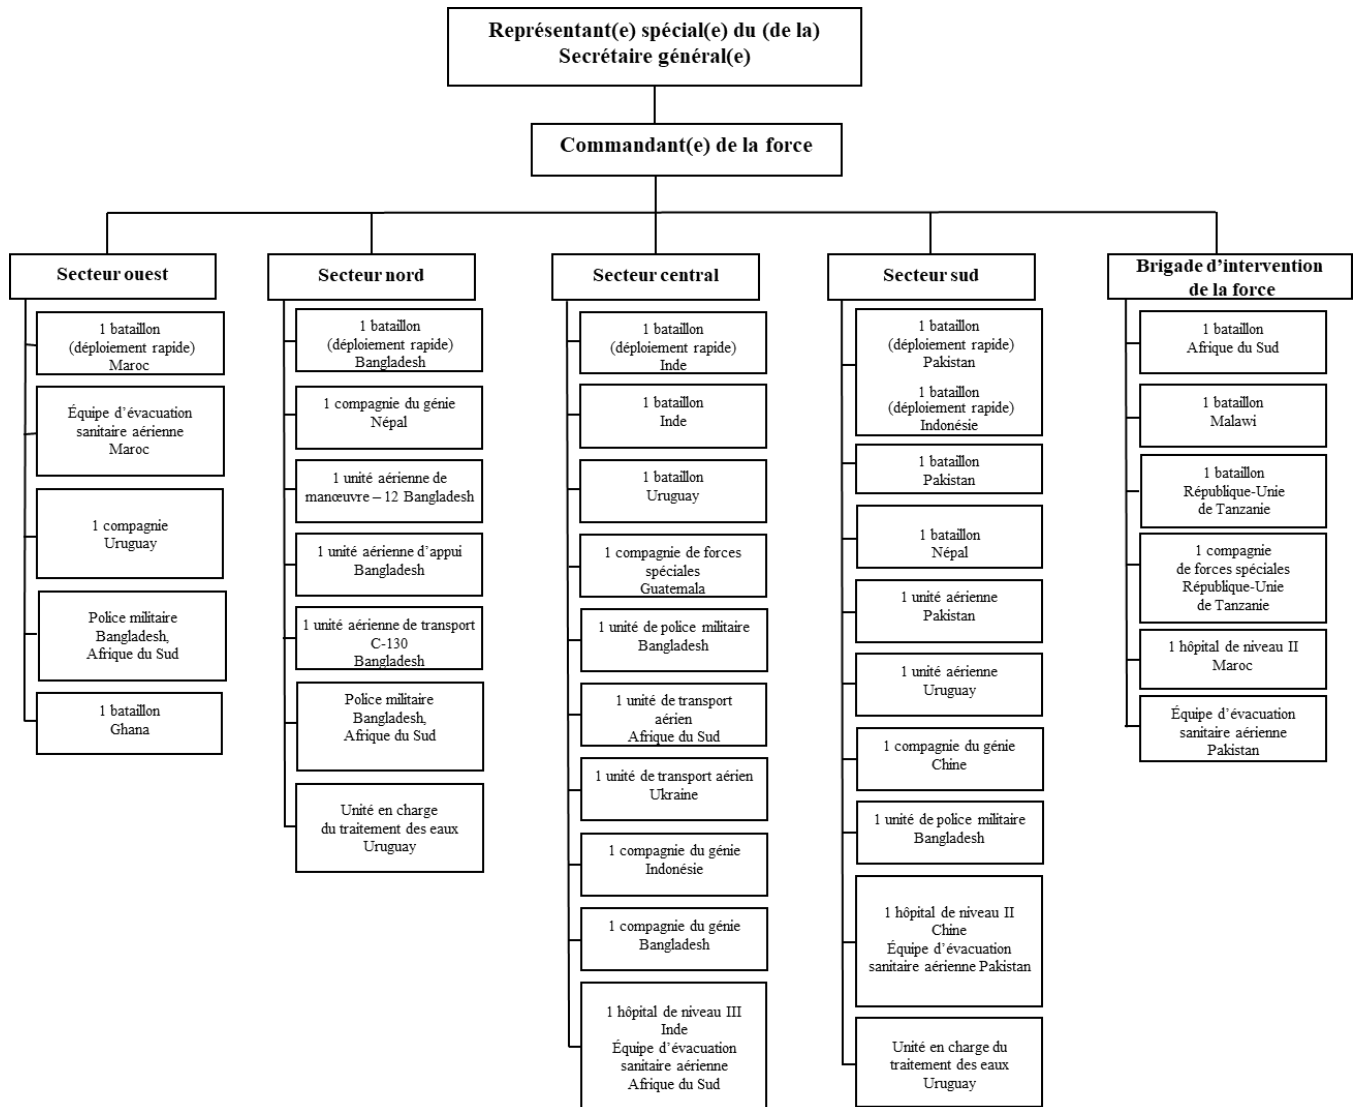 Représentant(e) spécial(e) du (de la)
Secrétaire général(e)
Commandant(e) de la force
Secteur ouest
1 bataillon
(déploiement rapide)
Maroc
Équipe d’évacuation
sanitaire aérienne
Maroc
1 compagnie
Uruguay
Police militaire
Bangladesh,
Afrique du Sud
1 bataillon
Ghana
Secteur nord
1 bataillon
(déploiement rapide)
Bangladesh
1 compagnie du génie
Népal
1 unité aérienne de
manœuvre – 12 Bangladesh
1 unité aérienne d’appui
Bangladesh
1 unité aérienne de transport
C-130
Bangladesh
Police militaire
Bangladesh,
Afrique du Sud
Unité en charge
du traitement des eaux
Uruguay
Secteur central
1 bataillon
(déploiement rapide)
Inde
1 bataillon
Inde
1 bataillon
Uruguay
1 compagnie de forces
spéciales
Guatemala
1 unité de police militaire
Bangladesh
1 unité de transport
aérien
Afrique du Sud
1 unité de transport aérien
Ukraine
1 compagnie du génie
Indonésie
1 compagnie du génie
Bangladesh
1 hôpital de niveau III
Inde
Équipe d’évacuation
sanitaire aérienne
Afrique du Sud
Secteur sud
1 bataillon
(déploiement rapide)
Pakistan
1 bataillon
(déploiement rapide)
Indonésie
1 bataillon
Pakistan
1 bataillon
Népal
1 unité aérienne
Pakistan
1 unité aérienne
Uruguay
1 compagnie du génie
Chine
1 unité de police militaire
Bangladesh
1 hôpital de niveau II
Chine
Équipe d’évacuation
sanitaire aérienne Pakistan
Unité en charge du
traitement des eaux
Uruguay
Brigade d’intervention
de la force
1 bataillon
Afrique du Sud
1 bataillon
Malawi
1 bataillon
République-Unie
de Tanzanie
1 compagnie
de forces spéciales
République-Unie
de Tanzanie
1 hôpital de niveau II
Maroc
Équipe d’évacuation
sanitaire aérienne
Pakistan